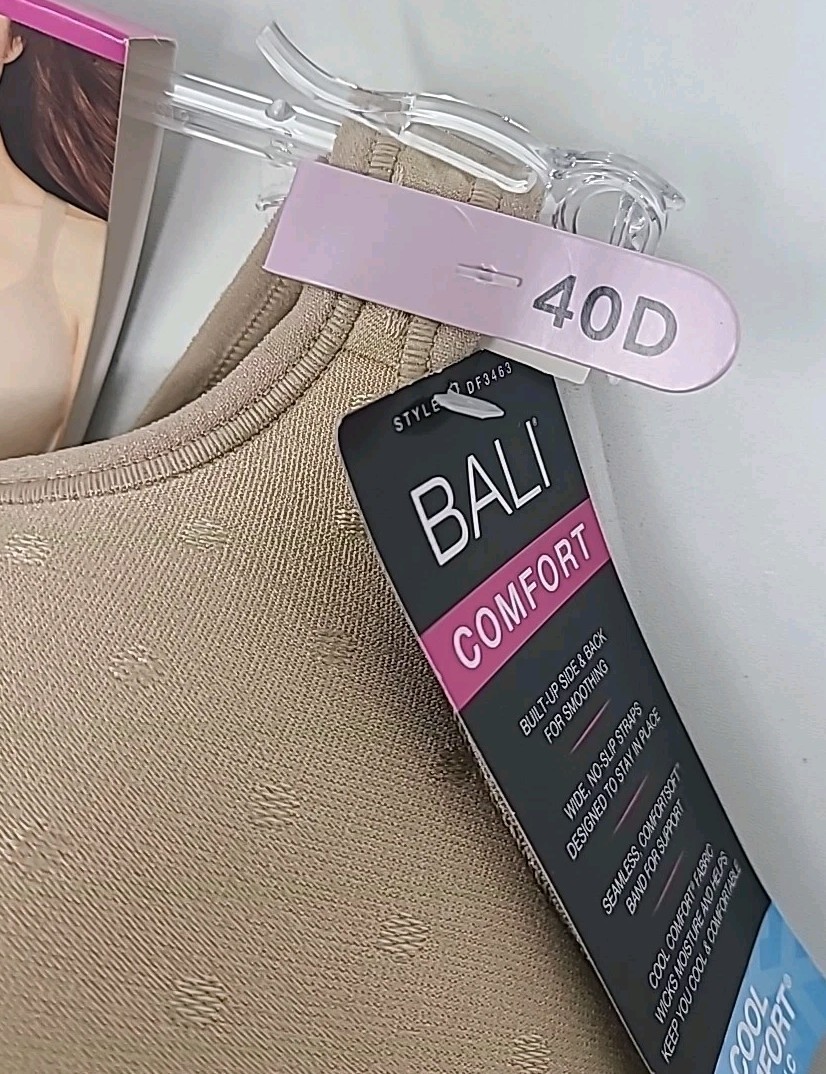 40D
STYLE DF3463
BALI®
COMFORT
BUILT-UP SIDE & BACK
FOR SMOOTHING
WIDE, NO-SLIP STRAPS
DESIGNED TO STAY IN PLACE
SEAMLESS, COMFORTSOFT®
BAND FOR SUPPORT
COOL COMFORT® FABRIC
WICKS MOISTURE AND HELPS
KEEP YOU COOL & COMFORTABLE
COOL
MFORT®